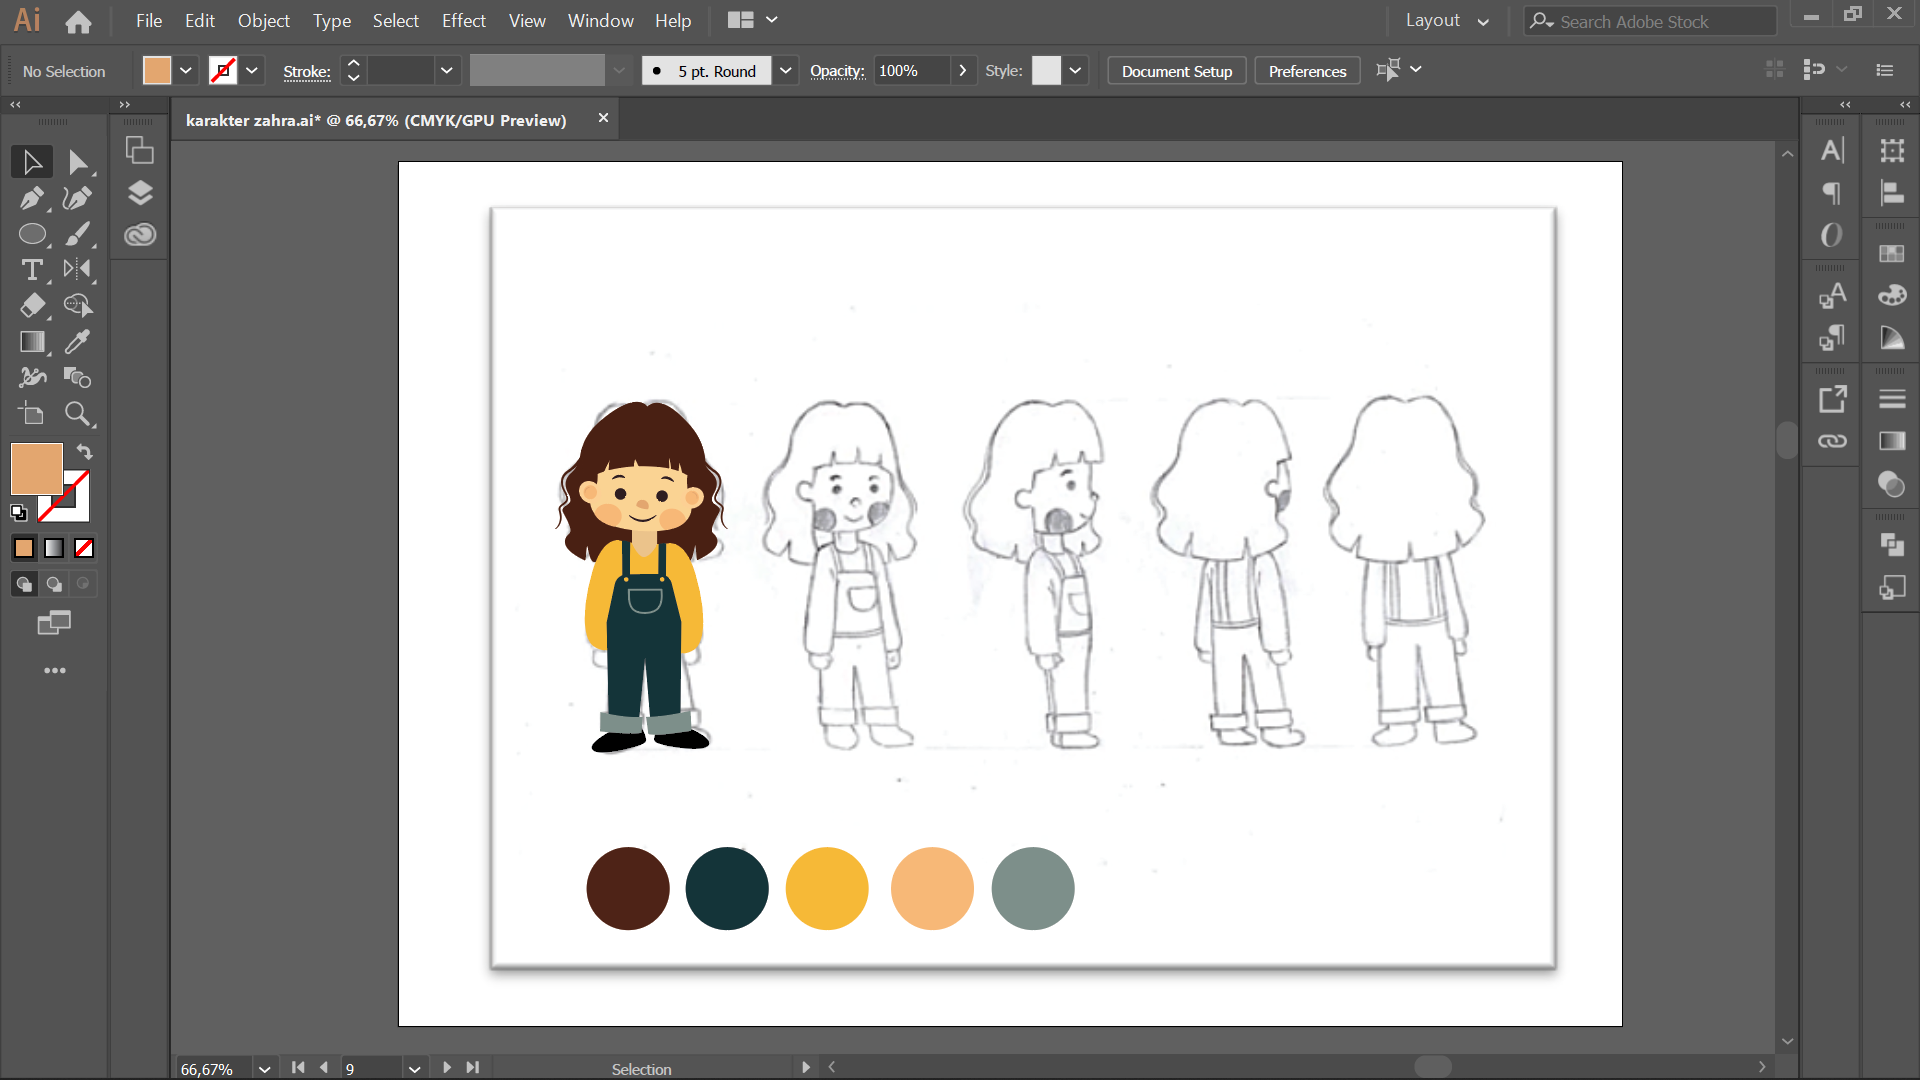 Ai File Edit Object Type Select Effect View Window Help Layout Search Adobe Stock
No Selection Stroke: 5 pt. Round Opacity: 100% Style: Document Setup Preferences
karakter zahra.ai* @ 66,67% (CMYK/GPU Preview)
66,67% 9 Selection